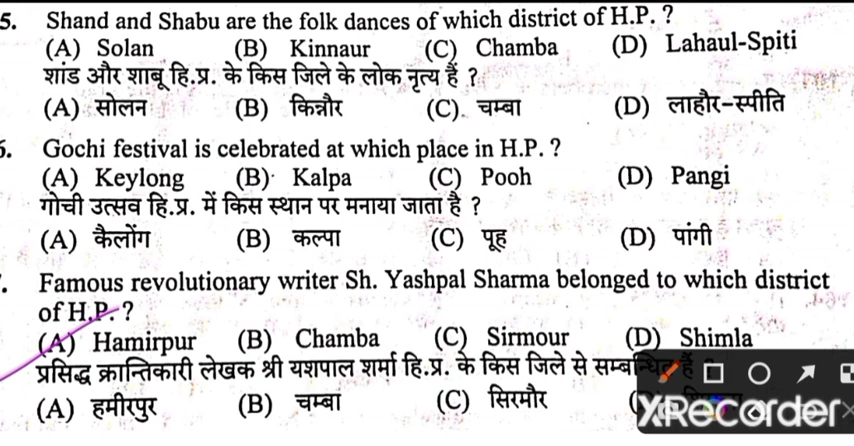 5. Shand and Shabu are the folk dances of which district of H.P. ?
(A) Solan (B) Kinnaur (C) Chamba (D) Lahaul-Spiti
शांड और शाबू हि.प्र. के किस जिले के लोक नृत्य हैं ?
(A) सोलन (B) किन्नौर (C) चम्बा (D) लाहौर-स्पीति
Gochi festival is celebrated at which place in H.P. ?
(A) Keylong (B) Kalpa (C) Pooh (D) Pangi
गोची उत्सव हि.प्र. में किस स्थान पर मनाया जाता है ?
(A) कैलोंग (B) कल्पा (C) पूह (D) पांगी
Famous revolutionary writer Sh. Yashpal Sharma belonged to which district
of H.P. ?
(A) Hamirpur (B) Chamba (C) Sirmour (D) Shimla
प्रसिद्ध क्रान्तिकारी लेखक श्री यशपाल शर्मा हि.प्र. के किस जिले से सम्बन्धित हैं
(A) हमीरपुर (B) चम्बा (C) सिरमौर
XRecorder